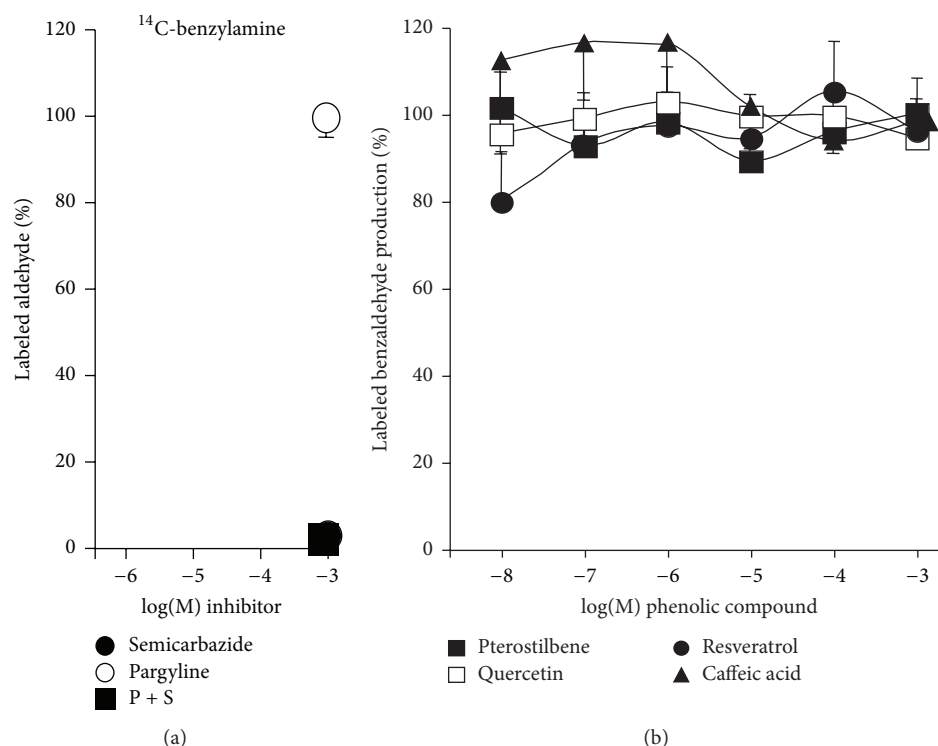 ¹⁴C-benzylamine
Labeled aldehyde (%)
120
100
80
60
40
20
0
−6 −5 −4 −3
log(M) inhibitor
Semicarbazide
Pargyline
P + S
(a)
Labeled benzaldehyde production (%)
120
100
80
60
40
20
0
−8 −7 −6 −5 −4 −3
log(M) phenolic compound
Pterostilbene Resveratrol
Quercetin Caffeic acid
(b)